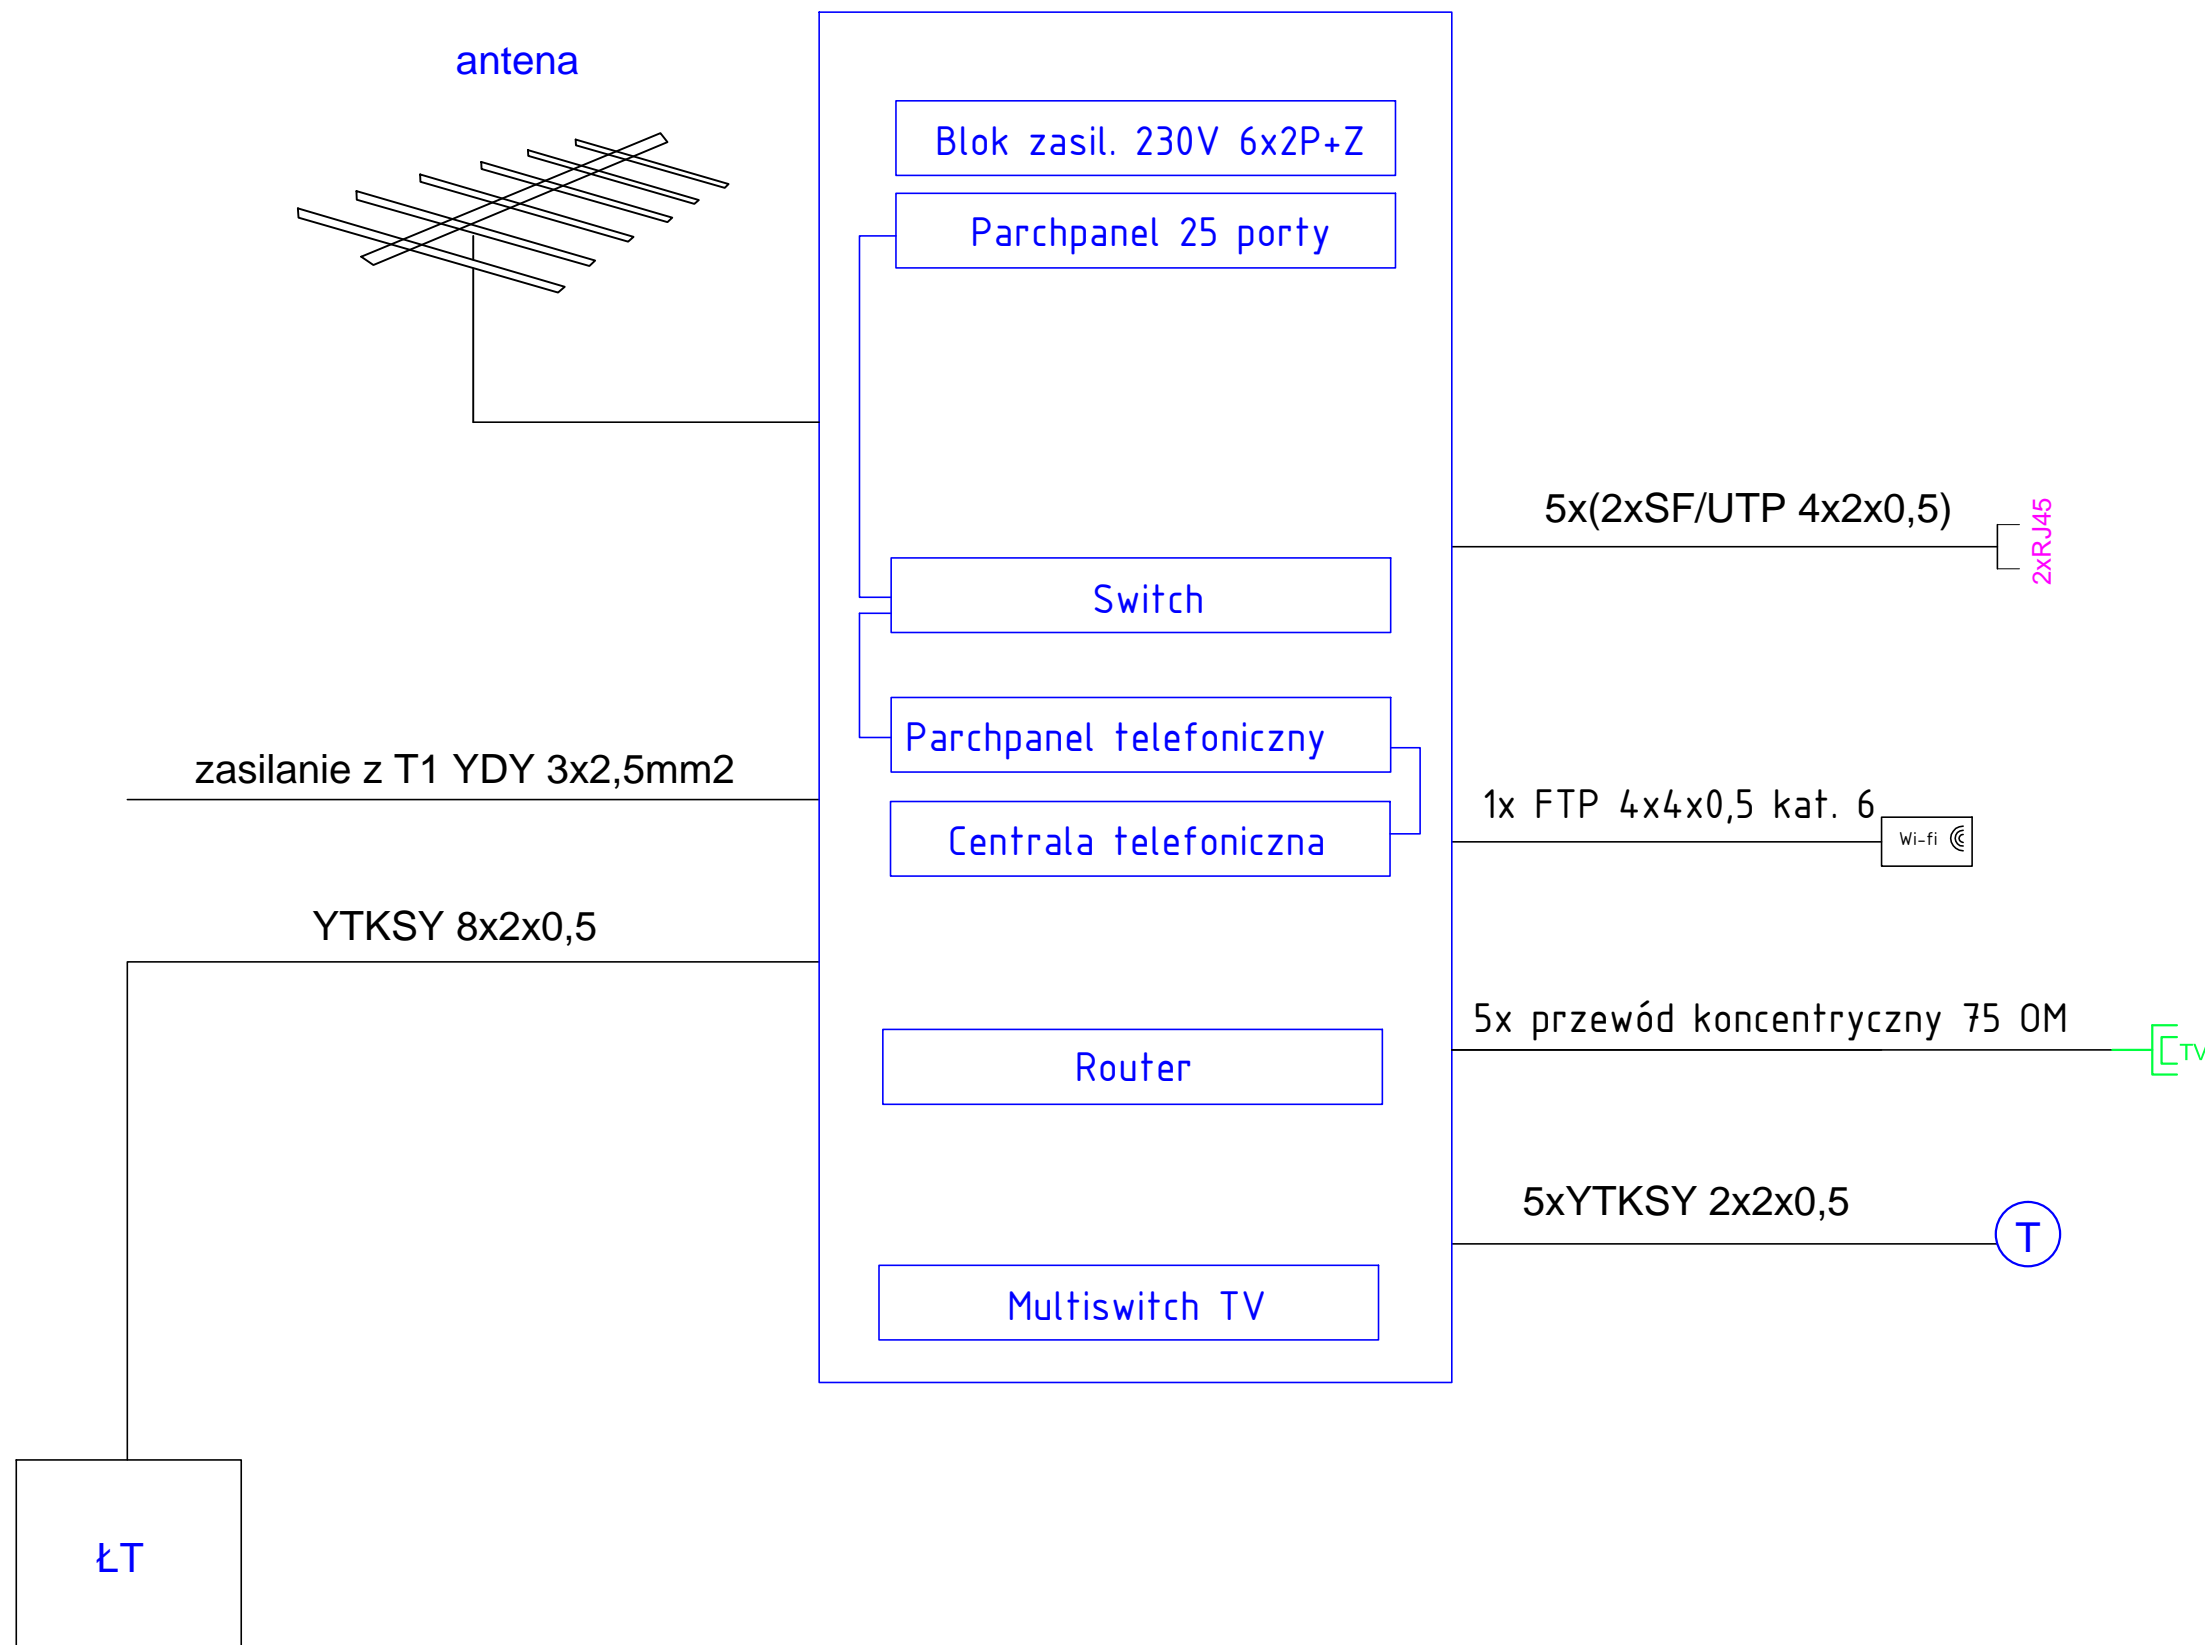 antena
Blok zasil. 230V 6x2P+Z
Parchpanel 25 porty
5x(2xSF/UTP 4x2x0,5)
2xRJ45
Switch
Parchpanel telefoniczny
zasilanie z T1 YDY 3x2,5mm2
1x FTP 4x4x0,5 kat. 6
Wi-fi
Centrala telefoniczna
YTKSY 8x2x0,5
5x przewód koncentryczny 75 OM
TV
Router
5xYTKSY 2x2x0,5
T
Multiswitch TV
ŁT